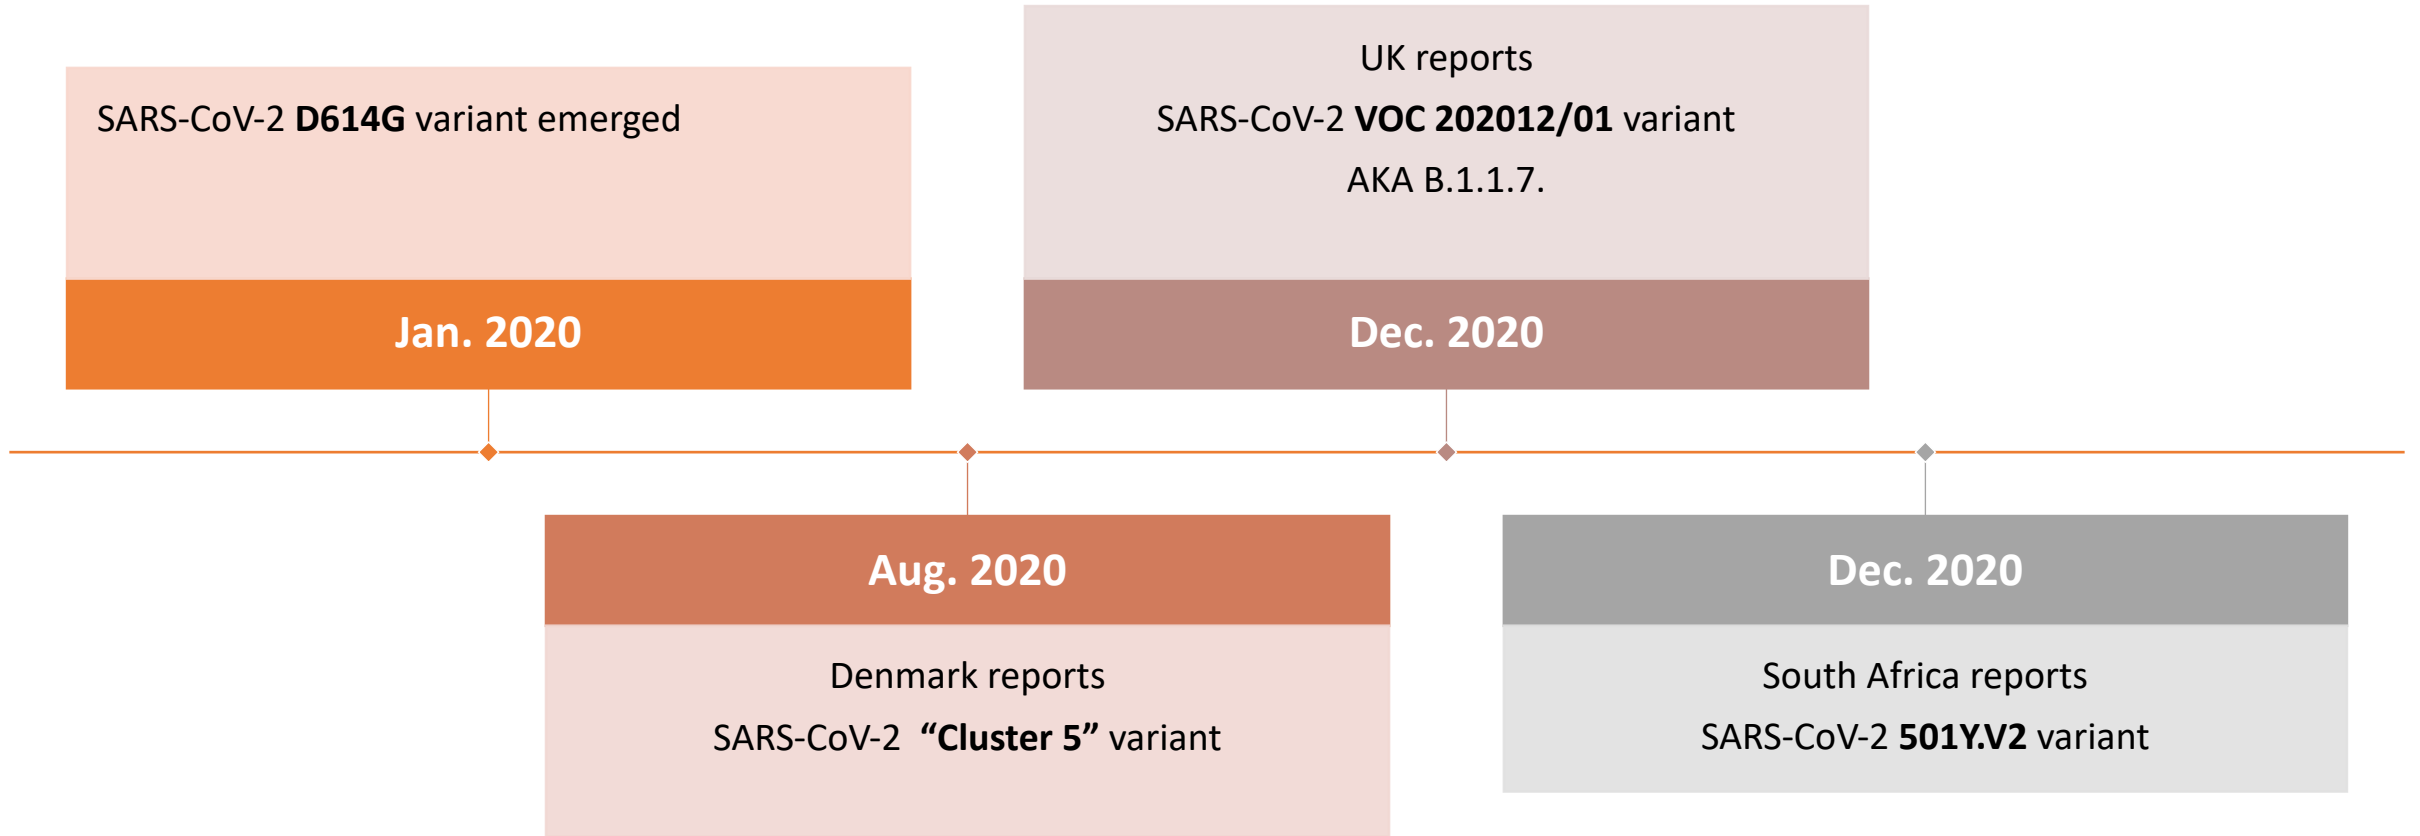 SARS-CoV-2 D614G variant emerged
Jan. 2020
Denmark reports
SARS-CoV-2 “Cluster 5” variant
Aug. 2020
UK reports
SARS-CoV-2 VOC 202012/01 variant
AKA B.1.1.7.
Dec. 2020
Dec. 2020
South Africa reports
SARS-CoV-2 501Y.V2 variant